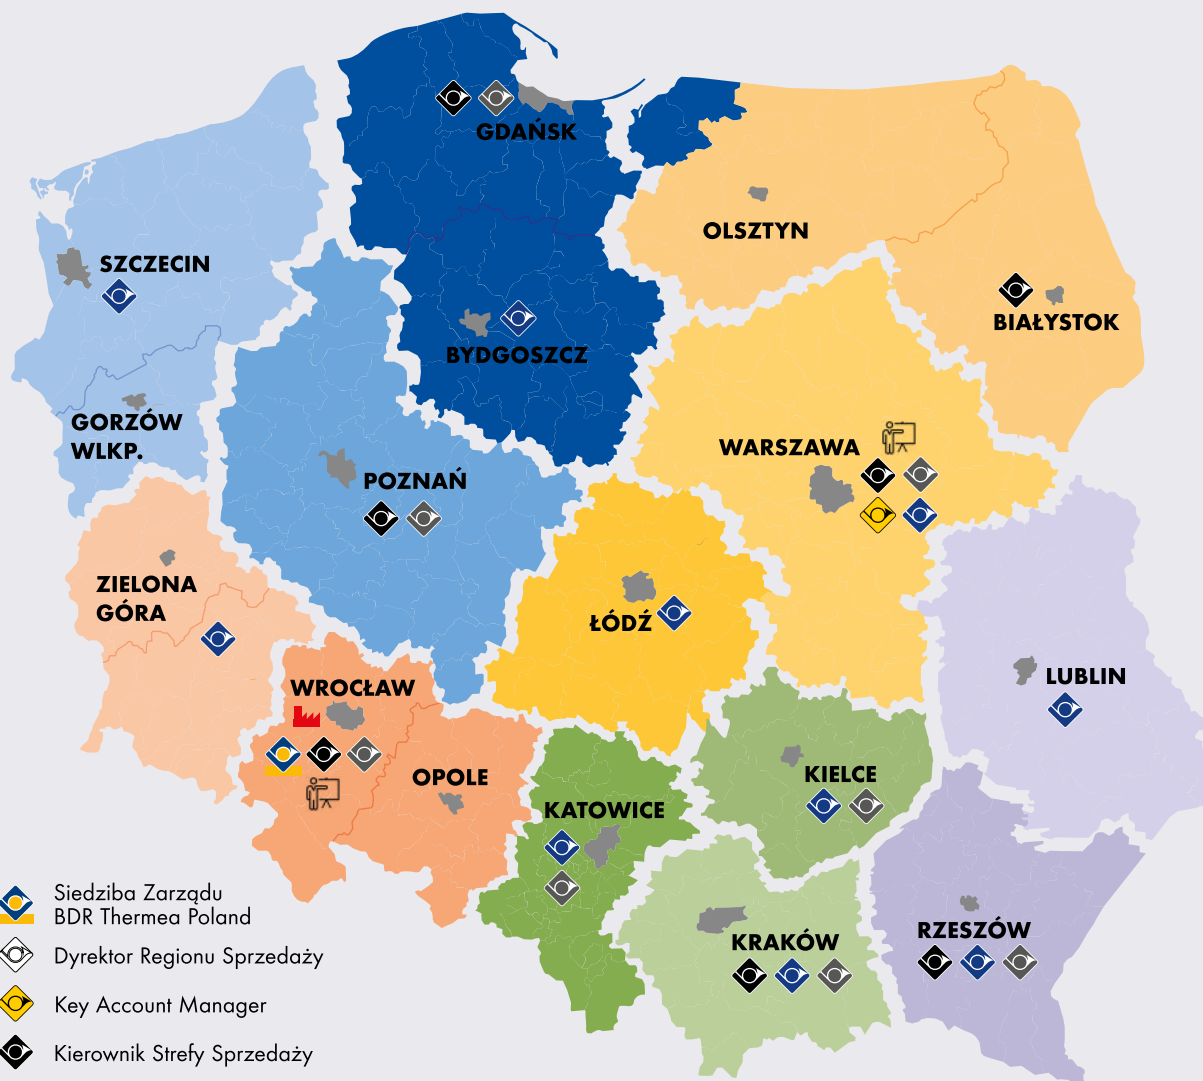 GDAŃSK
OLSZTYN
SZCZECIN
BIAŁYSTOK
BYDGOSZCZ
GORZÓW
WLKP.
WARSZAWA
POZNAŃ
ZIELONA
GÓRA
ŁÓDŹ
LUBLIN
WROCŁAW
OPOLE
KIELCE
KATOWICE
KRAKÓW
RZESZÓW
Siedziba Zarządu
BDR Thermea Poland
Dyrektor Regionu Sprzedaży
Key Account Manager
Kierownik Strefy Sprzedaży